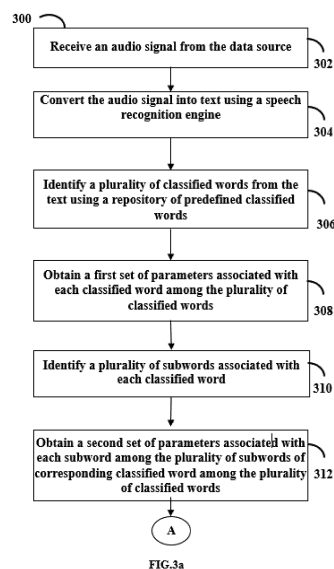 300
Receive an audio signal from the data source
302
Convert the audio signal into text using a speech
recognition engine
304
Identify a plurality of classified words from the
text using a repository of predefined classified
words
306
Obtain a first set of parameters associated with
each classified word among the plurality of
classified words
308
Identify a plurality of subwords associated with
each classified word
310
Obtain a second set of parameters associated with
each subword among the plurality of subwords of
corresponding classified word among the plurality
of classified words
312
A
FIG.3a